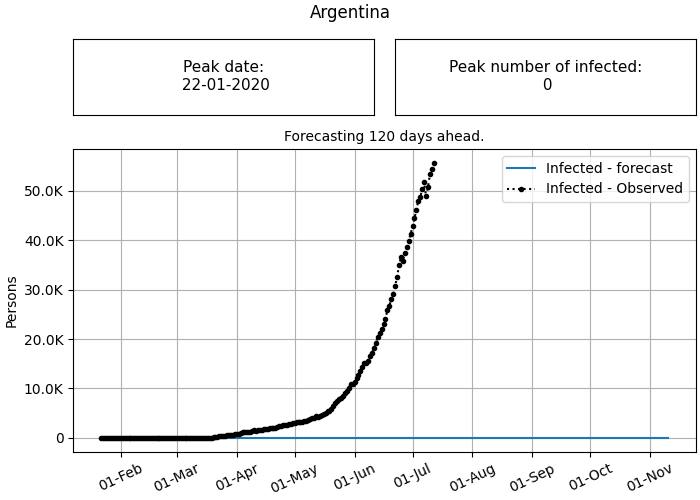 Argentina
Peak date:
22-01-2020
Peak number of infected:
0
Forecasting 120 days ahead.
Infected - forecast
Infected - Observed
Persons
50.0K
40.0K
30.0K
20.0K
10.0K
0
01-Feb
01-Mar
01-Apr
01-May
01-Jun
01-Jul
01-Aug
01-Sep
01-Oct
01-Nov